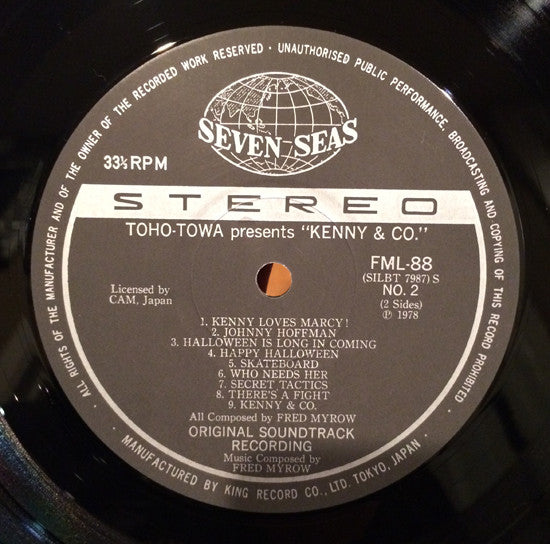 ALL RIGHTS OF THE MANUFACTURER AND OF THE OWNER OF THE RECORDED WORK RESERVED · UNAUTHORISED PUBLIC PERFORMANCE, BROADCASTING AND COPYING OF THIS RECORD PROHIBITED ·
SEVEN SEAS
33⅓ RPM
STEREO
TOHO-TOWA presents "KENNY & CO."
FML-88
(SILBT 7987) S
NO. 2
(2 Sides)
Ⓟ 1978
Licensed by
CAM, Japan
1. KENNY LOVES MARCY!
2. JOHNNY HOFFMAN
3. HALLOWEEN IS LONG IN COMING
4. HAPPY HALLOWEEN
5. SKATEBOARD
6. WHO NEEDS HER
7. SECRET TACTICS
8. THERE'S A FIGHT
9. KENNY & CO.
All Composed by FRED MYROW
ORIGINAL SOUNDTRACK
RECORDING
Music Composed by
FRED MYROW
MANUFACTURED BY KING RECORD CO., LTD. TOKYO, JAPAN ·